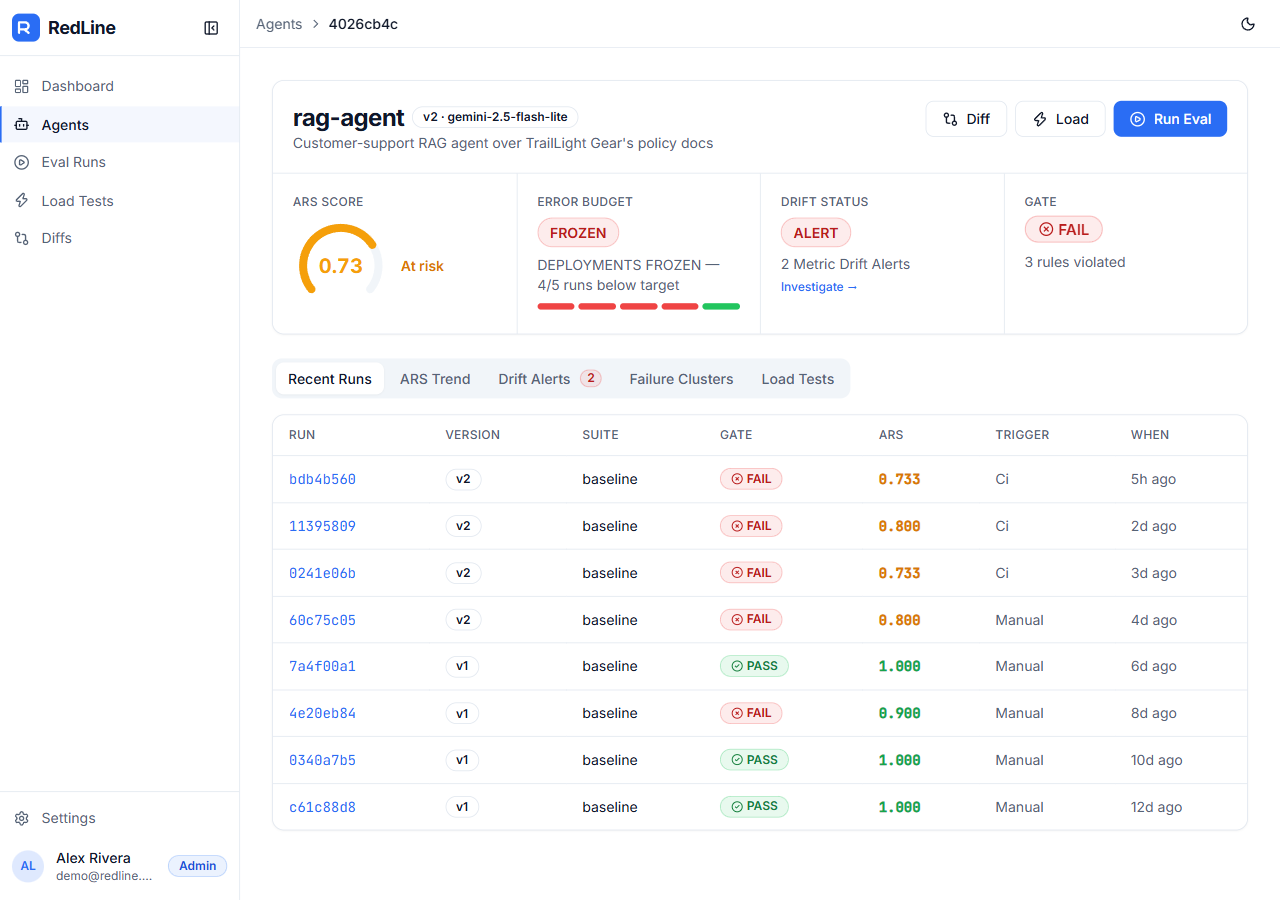 RedLine
Agents > 4026cb4c
Dashboard
Agents
Eval Runs
Load Tests
Diffs
Settings
AL
Alex Rivera
demo@redline....
Admin
rag-agent v2 · gemini-2.5-flash-lite
Customer-support RAG agent over TrailLight Gear's policy docs
Diff Load Run Eval
ARS SCORE
0.73 At risk
ERROR BUDGET
FROZEN
DEPLOYMENTS FROZEN —
4/5 runs below target
DRIFT STATUS
ALERT
2 Metric Drift Alerts
Investigate →
GATE
FAIL
3 rules violated
Recent Runs ARS Trend Drift Alerts 2 Failure Clusters Load Tests
RUN VERSION SUITE GATE ARS TRIGGER WHEN
bdb4b560 v2 baseline FAIL 0.733 Ci 5h ago
11395809 v2 baseline FAIL 0.800 Ci 2d ago
0241e06b v2 baseline FAIL 0.733 Ci 3d ago
60c75c05 v2 baseline FAIL 0.800 Manual 4d ago
7a4f00a1 v1 baseline PASS 1.000 Manual 6d ago
4e20eb84 v1 baseline FAIL 0.900 Manual 8d ago
0340a7b5 v1 baseline PASS 1.000 Manual 10d ago
c61c88d8 v1 baseline PASS 1.000 Manual 12d ago